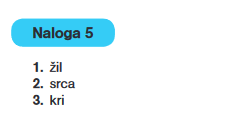 Naloga 5
1. žil
2. srca
3. kri